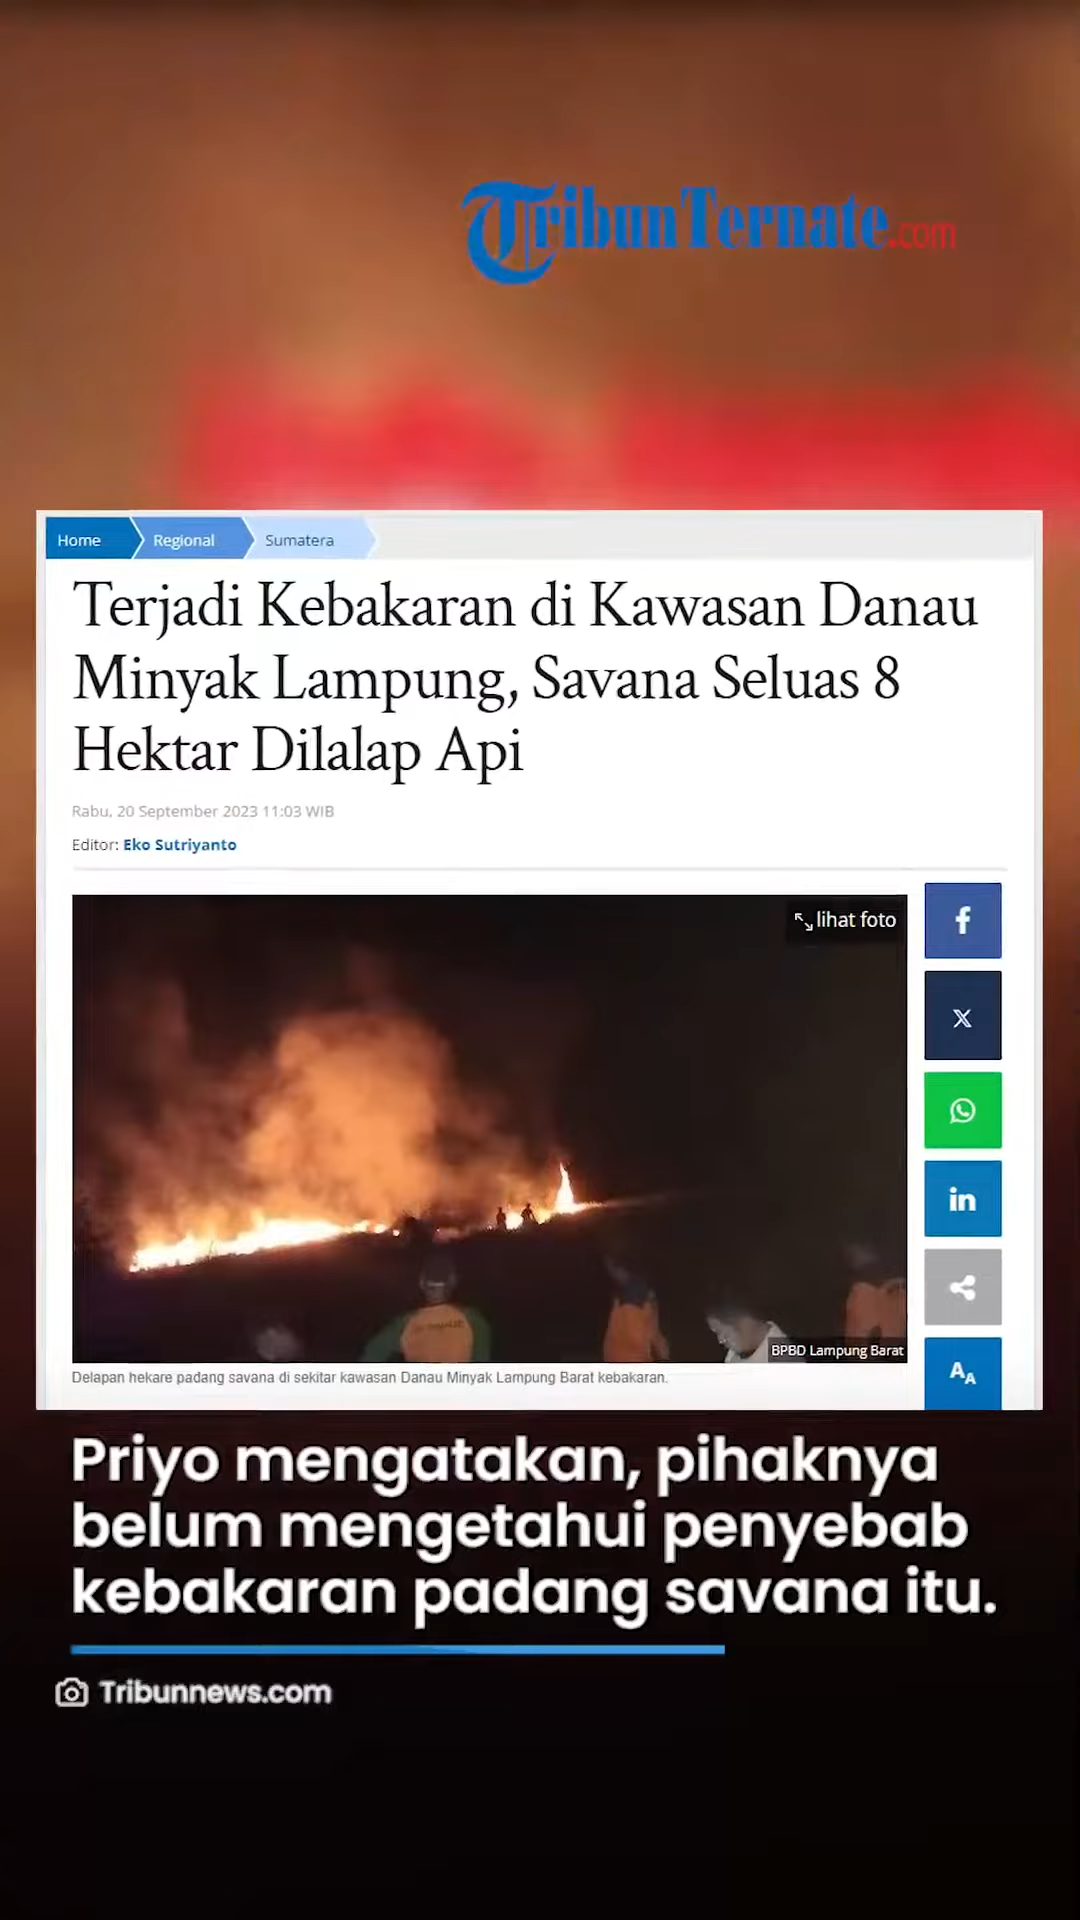 TribunTernate.com
Home Regional Sumatera
Terjadi Kebakaran di Kawasan Danau
Minyak Lampung, Savana Seluas 8
Hektar Dilalap Api
Rabu, 20 September 2023 11:03 WIB
Editor: Eko Sutriyanto
lihat foto
BPBD Lampung Barat
Delapan hekare padang savana di sekitar kawasan Danau Minyak Lampung Barat kebakaran.
Priyo mengatakan, pihaknya
belum mengetahui penyebab
kebakaran padang savana itu.
Tribunnews.com